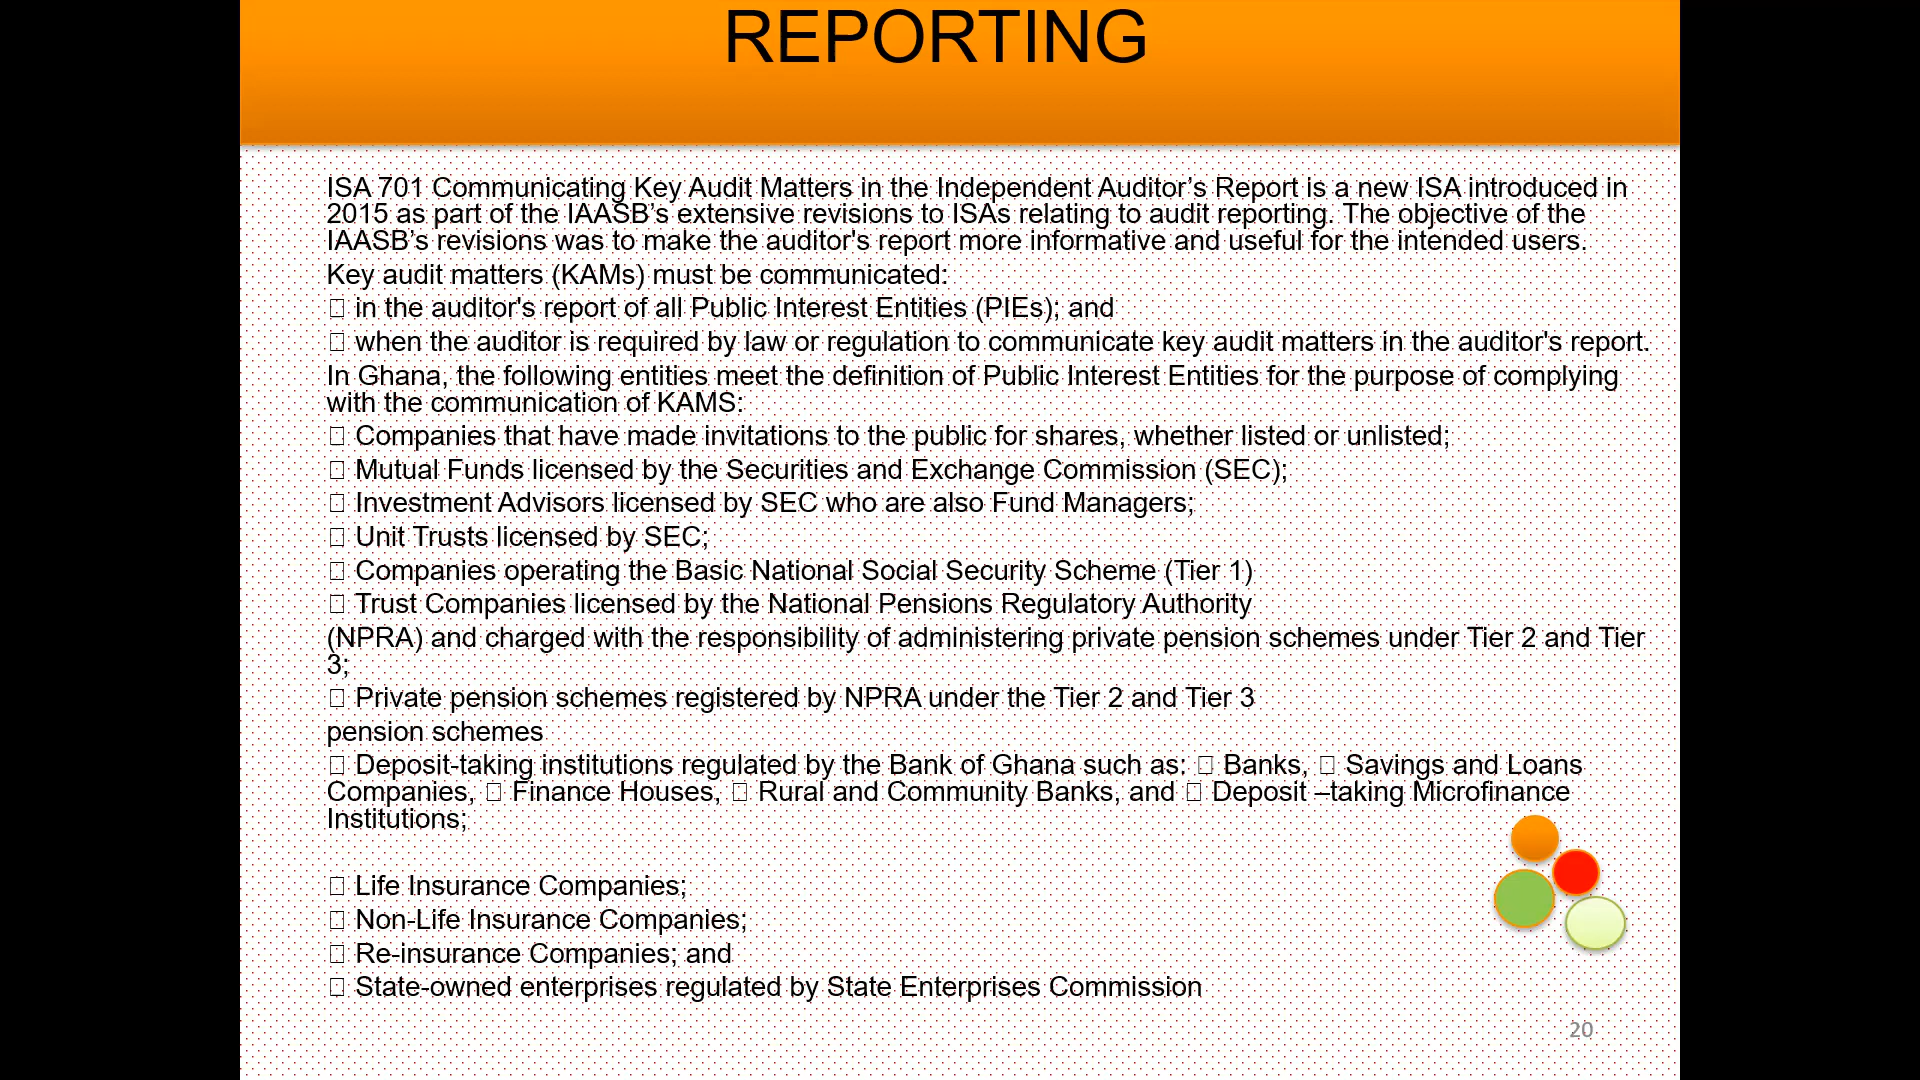 REPORTING
ISA 701 Communicating Key Audit Matters in the Independent Auditor’s Report is a new ISA introduced in
2015 as part of the IAASB’s extensive revisions to ISAs relating to audit reporting. The objective of the
IAASB’s revisions was to make the auditor's report more informative and useful for the intended users.
Key audit matters (KAMs) must be communicated:
in the auditor's report of all Public Interest Entities (PIEs); and
when the auditor is required by law or regulation to communicate key audit matters in the auditor's report.
In Ghana, the following entities meet the definition of Public Interest Entities for the purpose of complying
with the communication of KAMS:
Companies that have made invitations to the public for shares, whether listed or unlisted;
Mutual Funds licensed by the Securities and Exchange Commission (SEC);
Investment Advisors licensed by SEC who are also Fund Managers;
Unit Trusts licensed by SEC;
Companies operating the Basic National Social Security Scheme (Tier 1)
Trust Companies licensed by the National Pensions Regulatory Authority
(NPRA) and charged with the responsibility of administering private pension schemes under Tier 2 and Tier
3;
Private pension schemes registered by NPRA under the Tier 2 and Tier 3
pension schemes
Deposit-taking institutions regulated by the Bank of Ghana such as: Banks, Savings and Loans
Companies, Finance Houses, Rural and Community Banks, and Deposit –taking Microfinance
Institutions;
Life Insurance Companies;
Non-Life Insurance Companies;
Re-insurance Companies; and
State-owned enterprises regulated by State Enterprises Commission
20